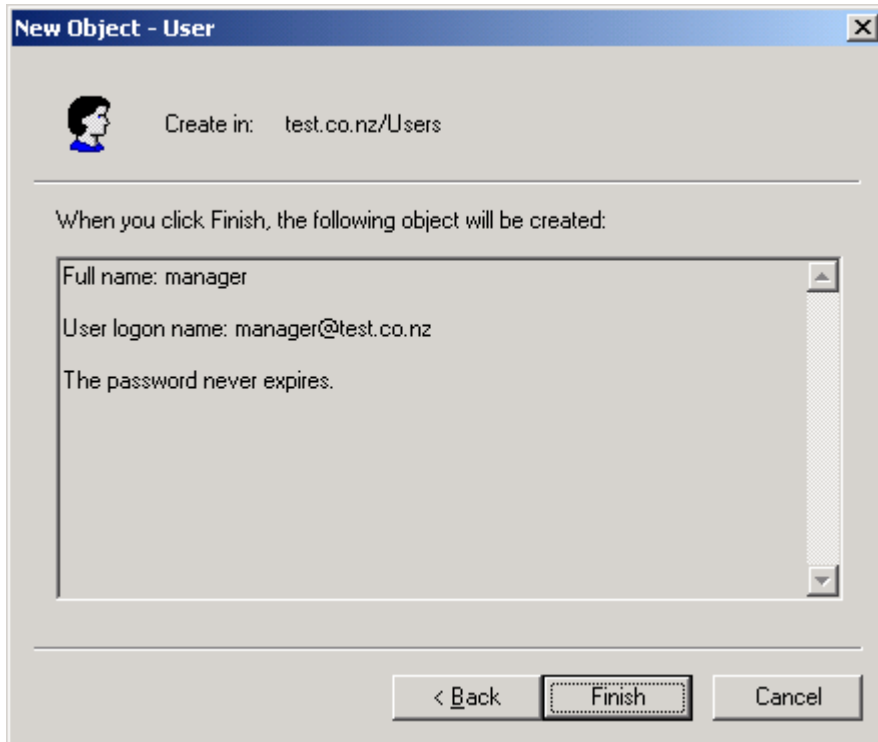 New Object - User
Create in: test.co.nz/Users
When you click Finish, the following object will be created:
Full name: manager
User logon name: manager@test.co.nz
The password never expires.
< Back Finish Cancel